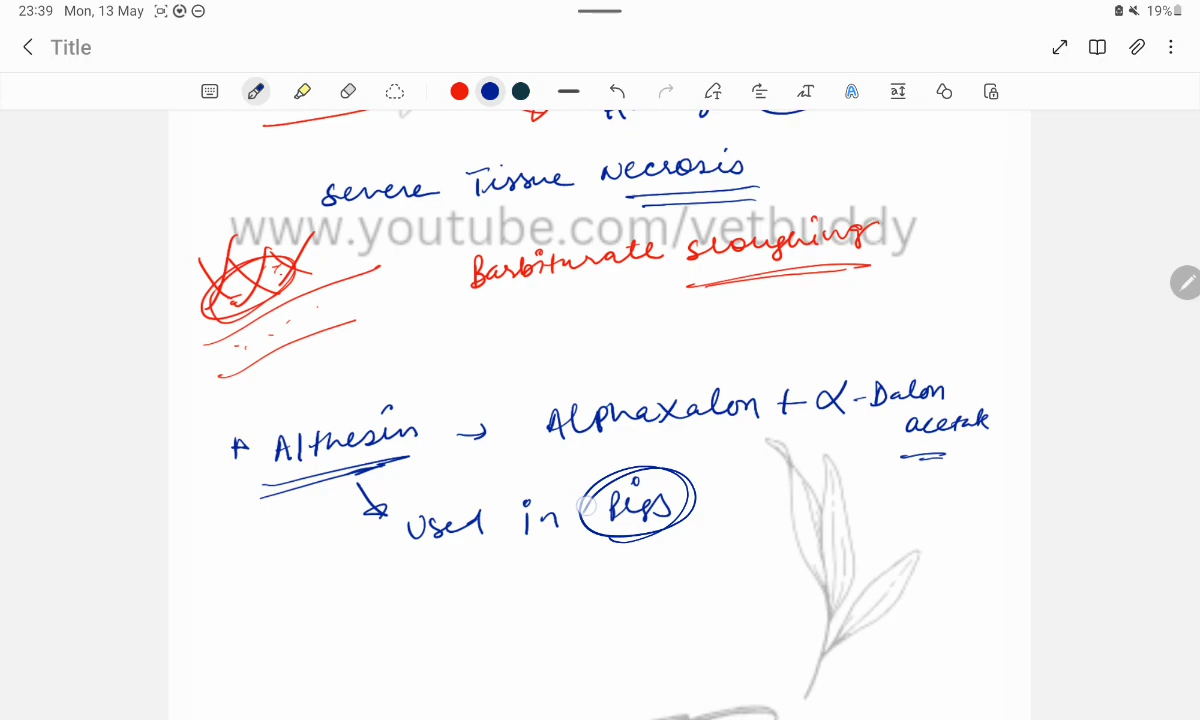 23:39 Mon, 13 May 19%
Title
severe Tissue Necrosis
www.youtube.com/vetbuddy
Barbiturate sloughing
* Althesin → Alphaxalon + α-Dalon
acetak
used in Pigs